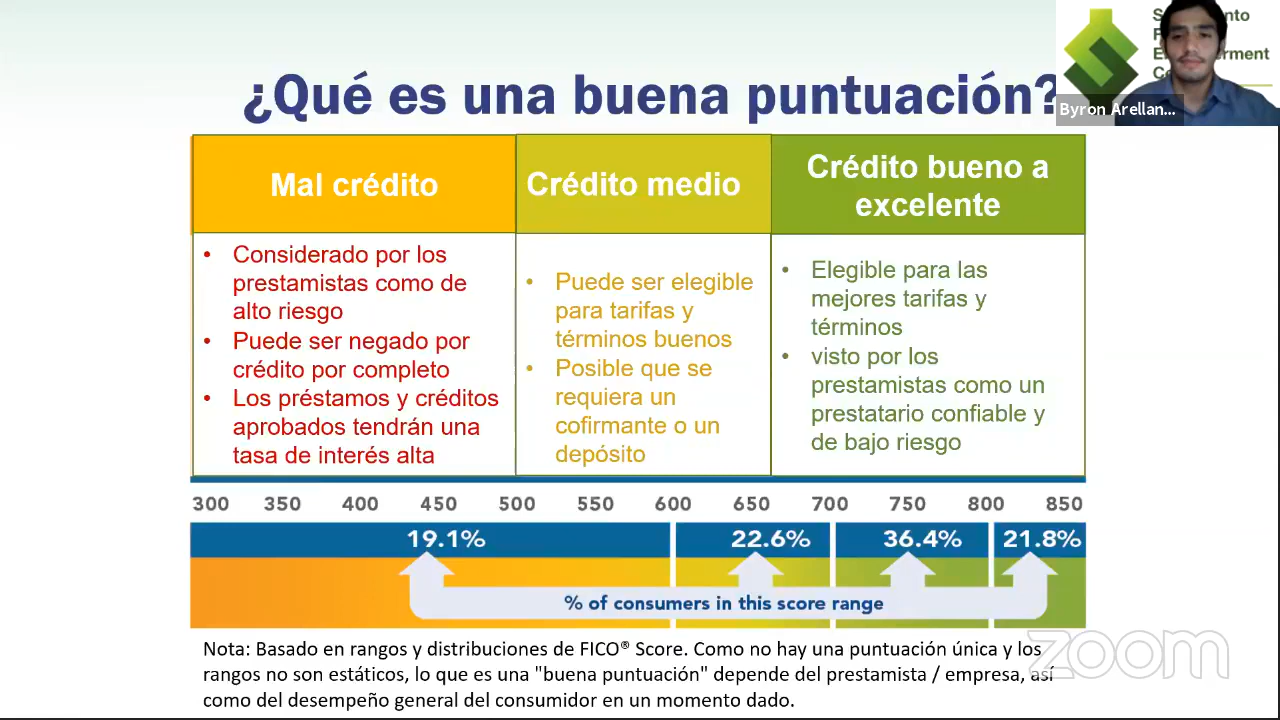 ¿Qué es una buena puntuación?
Byron Arellan...
Mal crédito
Crédito medio
Crédito bueno a
excelente
• Considerado por los
prestamistas como de
alto riesgo
• Puede ser negado por
crédito por completo
• Los préstamos y créditos
aprobados tendrán una
tasa de interés alta
• Puede ser elegible
para tarifas y
términos buenos
• Posible que se
requiera un
cofirmante o un
depósito
• Elegible para las
mejores tarifas y
términos
• visto por los
prestamistas como un
prestatario confiable y
de bajo riesgo
300 350 400 450 500 550 600 650 700 750 800 850
19.1% 22.6% 36.4% 21.8%
% of consumers in this score range
Nota: Basado en rangos y distribuciones de FICO® Score. Como no hay una puntuación única y los
rangos no son estáticos, lo que es una "buena puntuación" depende del prestamista / empresa, así
como del desempeño general del consumidor en un momento dado.
zoom